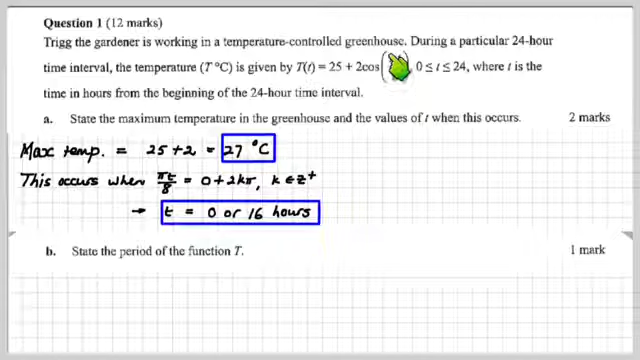 Question 1 (12 marks)
Trigg the gardener is working in a temperature-controlled greenhouse. During a particular 24-hour
time interval, the temperature (T °C) is given by T(t) = 25 + 2cos( , 0 ≤ t ≤ 24, where t is the
time in hours from the beginning of the 24-hour time interval.
a. State the maximum temperature in the greenhouse and the values of t when this occurs. 2 marks
Max temp. = 25+2 = 27 °C
This occurs when πt/8 = 0+2kπ, k ∈ Z⁺
→ t = 0 or 16 hours
b. State the period of the function T. 1 mark